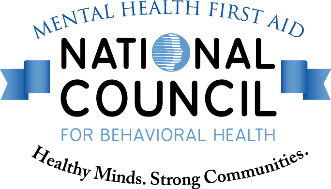 MENTAL HEALTH FIRST AID
NATIONAL
COUNCIL
FOR BEHAVIORAL HEALTH
Healthy Minds. Strong Communities.